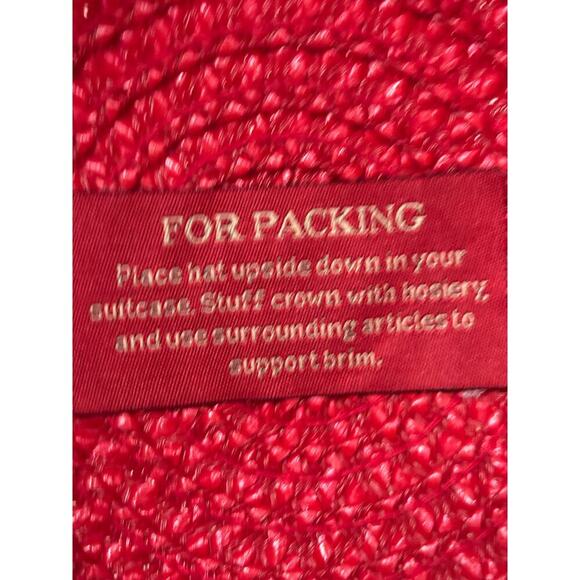 FOR PACKING
Place hat upside down in your
suitcase. Stuff crown with hosiery,
and use surrounding articles to
support brim.